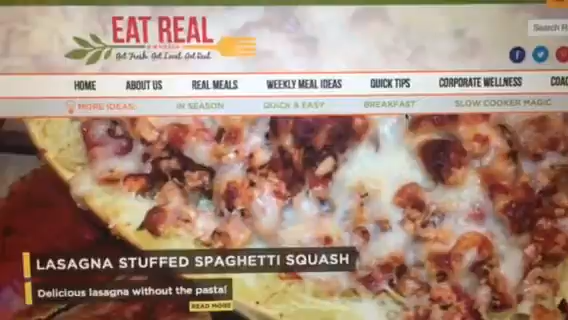 EAT REAL
Get Fresh. Get Local. Get Real.
Search R
HOME ABOUT US REAL MEALS WEEKLY MEAL IDEAS QUICK TIPS CORPORATE WELLNESS COAC
MORE IDEAS: IN SEASON QUICK & EASY BREAKFAST SLOW COOKER MAGIC
LASAGNA STUFFED SPAGHETTI SQUASH
Delicious lasagna without the pasta!
READ MORE